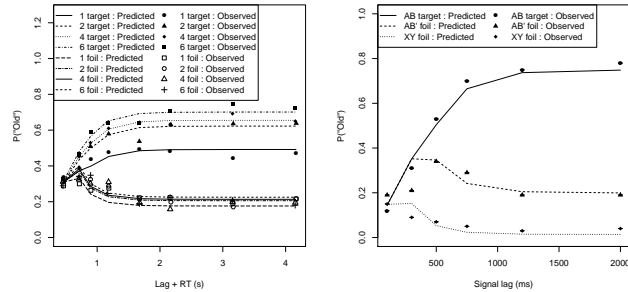 1 target : Predicted 1 target : Observed
2 target : Predicted 2 target : Observed
4 target : Predicted 4 target : Observed
6 target : Predicted 6 target : Observed
1 foil : Predicted 1 foil : Observed
2 foil : Predicted 2 foil : Observed
4 foil : Predicted 4 foil : Observed
6 foil : Predicted 6 foil : Observed
P("Old")
0.0 0.2 0.4 0.6 0.8 1.0 1.2
1 2 3 4
Lag + RT (s)
AB target : Predicted AB target : Observed
AB' foil : Predicted AB' foil : Observed
XY foil : Predicted XY foil : Observed
P("Old")
0.0 0.2 0.4 0.6 0.8 1.0
500 1000 1500 2000
Signal lag (ms)